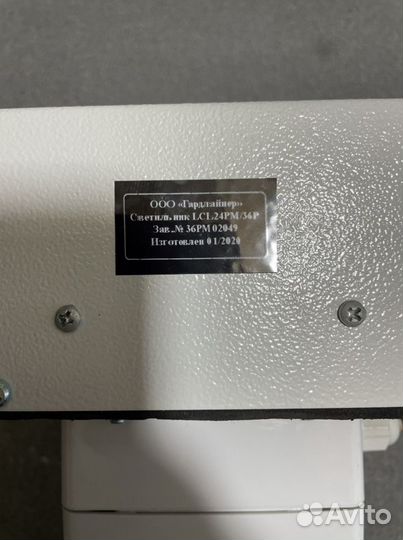 ООО «Гардлайнер»
Светильник LCL24PM/36P
Зав.№ 36PM 02049
Изготовлен 01/2020
Avito